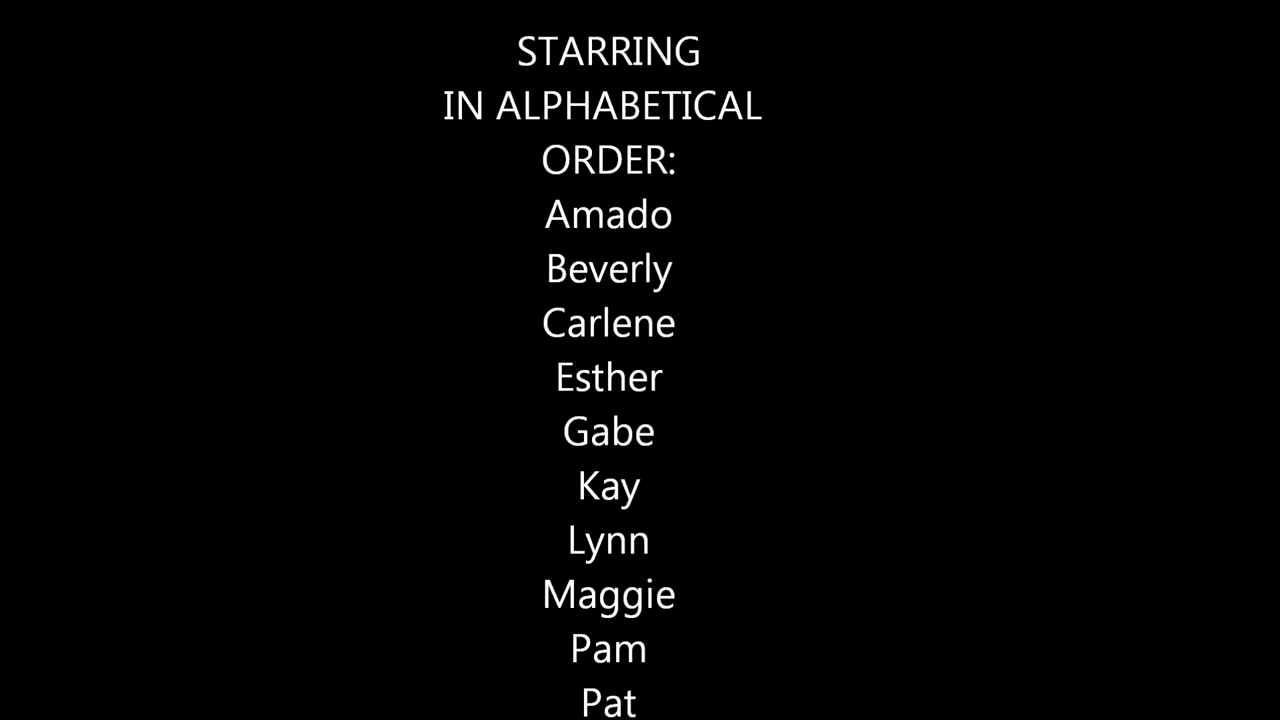 STARRING
IN ALPHABETICAL
ORDER:
Amado
Beverly
Carlene
Esther
Gabe
Kay
Lynn
Maggie
Pam
Pat